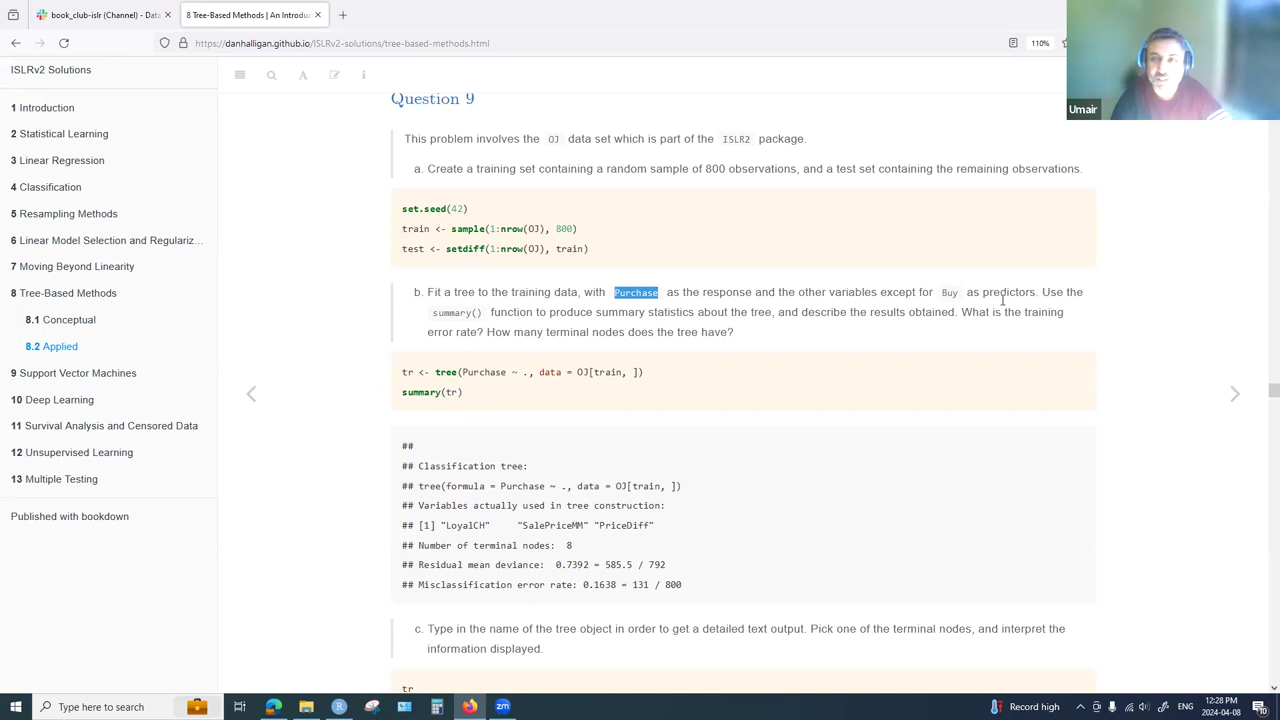 book_club-islr (Channel) - Dat
8 Tree-Based Methods | An Introduc
https://danhalligan.github.io/ISLRv2-solutions/tree-based-methods.html
110%
Umair
ISLRv2 Solutions
1 Introduction
2 Statistical Learning
3 Linear Regression
4 Classification
5 Resampling Methods
6 Linear Model Selection and Regulariz...
7 Moving Beyond Linearity
8 Tree-Based Methods
8.1 Conceptual
8.2 Applied
9 Support Vector Machines
10 Deep Learning
11 Survival Analysis and Censored Data
12 Unsupervised Learning
13 Multiple Testing
Published with bookdown
Question 9
This problem involves the OJ data set which is part of the ISLR2 package.
a. Create a training set containing a random sample of 800 observations, and a test set containing the remaining observations.
set.seed(42)
train <- sample(1:nrow(OJ), 800)
test <- setdiff(1:nrow(OJ), train)
b. Fit a tree to the training data, with Purchase as the response and the other variables except for Buy as predictors. Use the
summary() function to produce summary statistics about the tree, and describe the results obtained. What is the training
error rate? How many terminal nodes does the tree have?
tr <- tree(Purchase ~ ., data = OJ[train, ])
summary(tr)
##
## Classification tree:
## tree(formula = Purchase ~ ., data = OJ[train, ])
## Variables actually used in tree construction:
## [1] "LoyalCH" "SalePriceMM" "PriceDiff"
## Number of terminal nodes: 8
## Residual mean deviance: 0.7392 = 585.5 / 792
## Misclassification error rate: 0.1638 = 131 / 800
c. Type in the name of the tree object in order to get a detailed text output. Pick one of the terminal nodes, and interpret the
information displayed.
tr
Type here to search
Record high
12:28 PM
2024-04-08
10